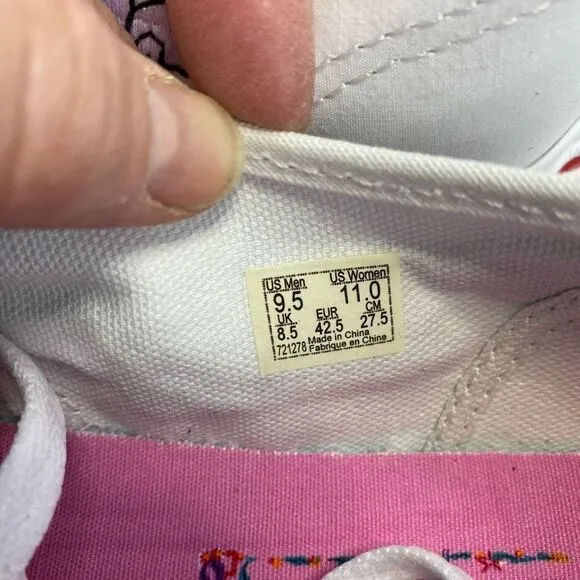 US Men US Women
9.5 11.0
UK EUR CM.
8.5 42.5 27.5
Made in China
721278 Fabrique en Chine